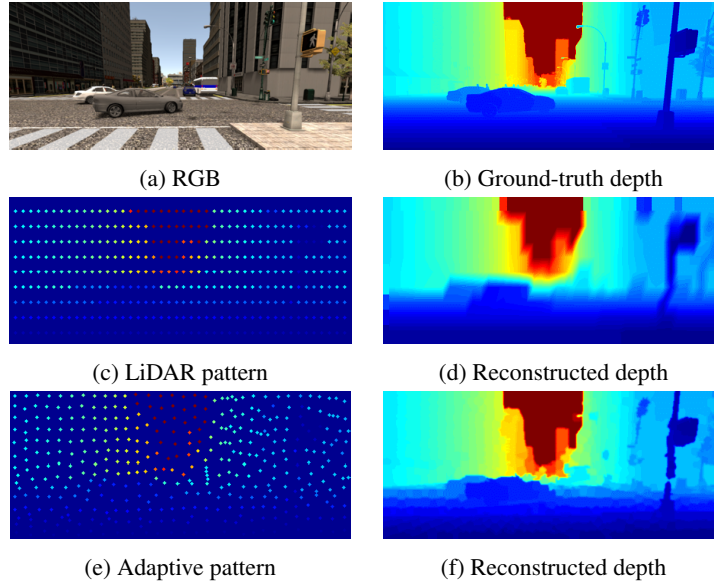 (a) RGB
(b) Ground-truth depth
(c) LiDAR pattern
(d) Reconstructed depth
(e) Adaptive pattern
(f) Reconstructed depth